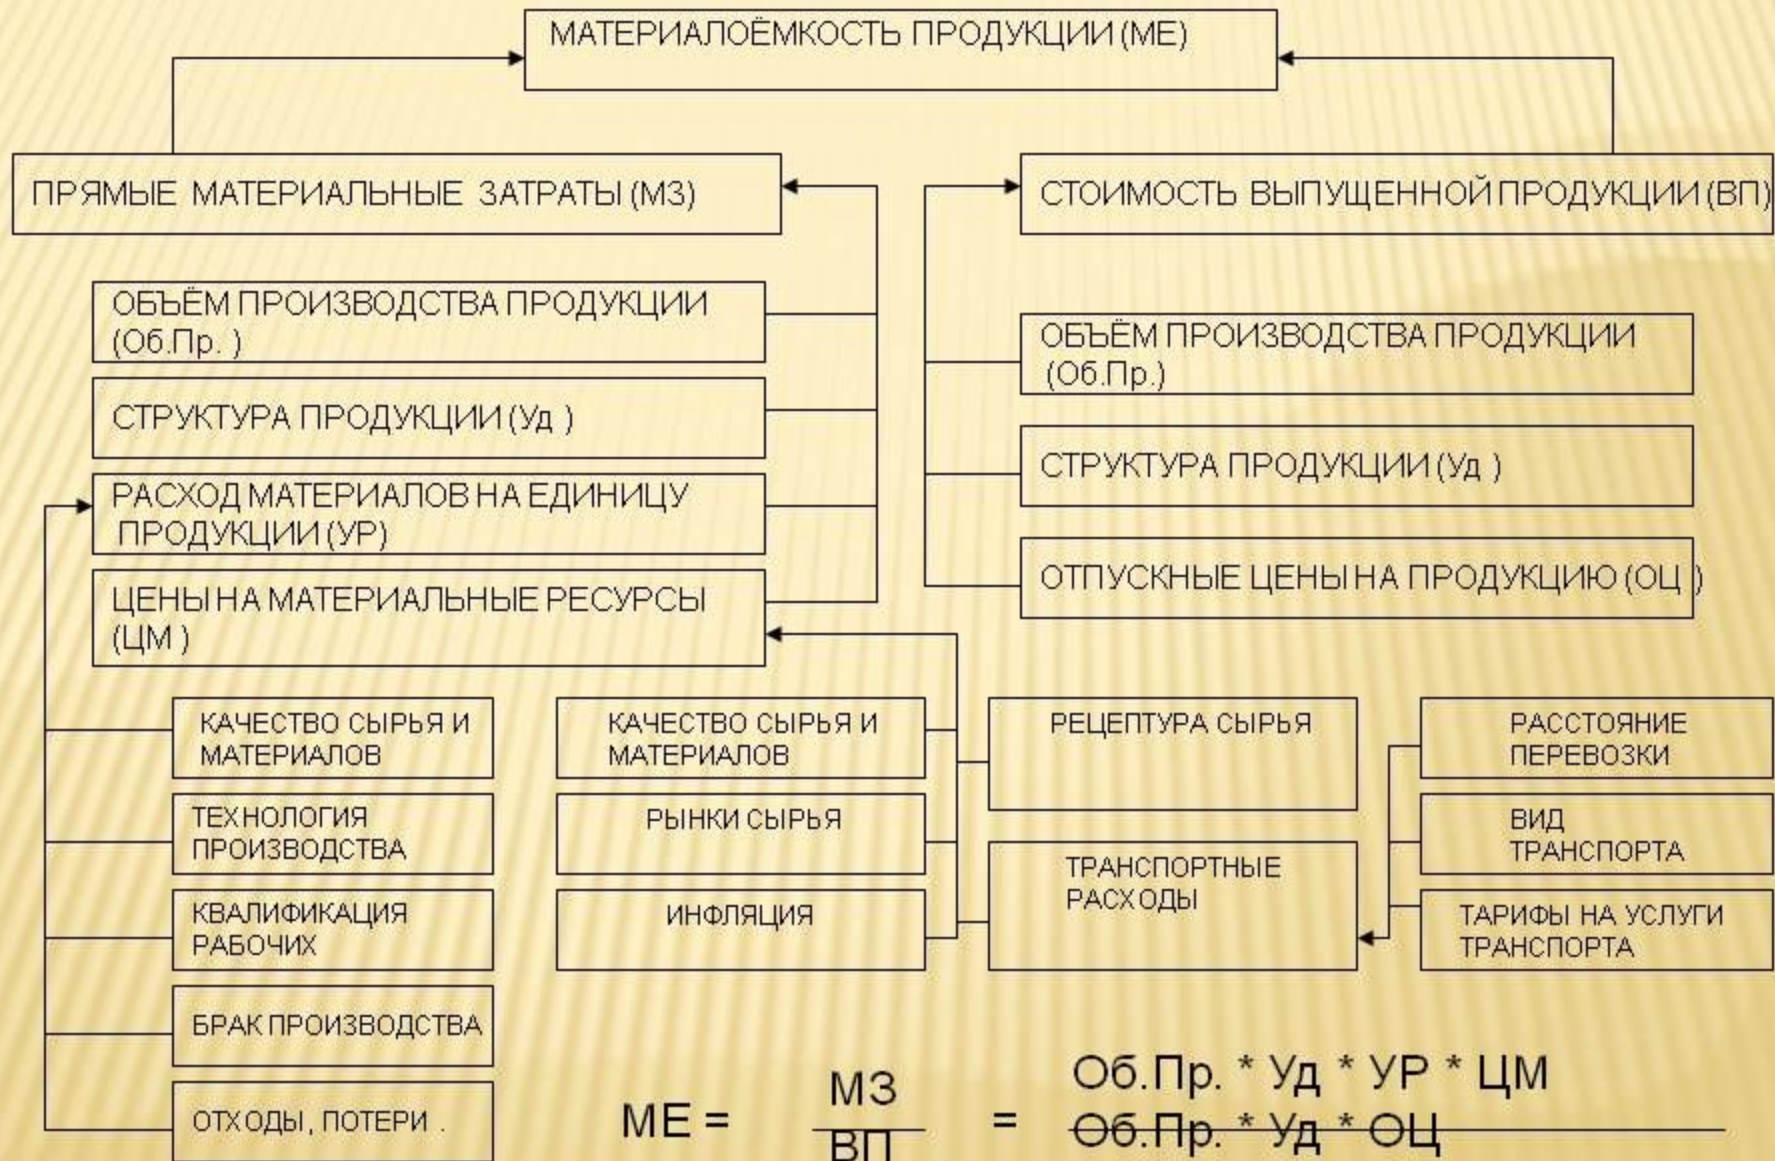 МАТЕРИАЛОЁМКОСТЬ ПРОДУКЦИИ (МЕ)
ПРЯМЫЕ МАТЕРИАЛЬНЫЕ ЗАТРАТЫ (МЗ)
СТОИМОСТЬ ВЫПУЩЕННОЙ ПРОДУКЦИИ (ВП)
ОБЪЁМ ПРОИЗВОДСТВА ПРОДУКЦИИ
(Об.Пр. )
СТРУКТУРА ПРОДУКЦИИ (Уд )
РАСХОД МАТЕРИАЛОВ НА ЕДИНИЦУ
ПРОДУКЦИИ (УР)
ЦЕНЫ НА МАТЕРИАЛЬНЫЕ РЕСУРСЫ
(ЦМ )
ОБЪЁМ ПРОИЗВОДСТВА ПРОДУКЦИИ
(Об.Пр.)
СТРУКТУРА ПРОДУКЦИИ (Уд )
ОТПУСКНЫЕ ЦЕНЫ НА ПРОДУКЦИЮ (ОЦ )
КАЧЕСТВО СЫРЬЯ И
МАТЕРИАЛОВ
ТЕХНОЛОГИЯ
ПРОИЗВОДСТВА
КВАЛИФИКАЦИЯ
РАБОЧИХ
БРАК ПРОИЗВОДСТВА
ОТХОДЫ, ПОТЕРИ .
КАЧЕСТВО СЫРЬЯ И
МАТЕРИАЛОВ
РЫНКИ СЫРЬЯ
ИНФЛЯЦИЯ
РЕЦЕПТУРА СЫРЬЯ
ТРАНСПОРТНЫЕ
РАСХОДЫ
РАССТОЯНИЕ
ПЕРЕВОЗКИ
ВИД
ТРАНСПОРТА
ТАРИФЫ НА УСЛУГИ
ТРАНСПОРТА
МЕ =
МЗ
ВП
=
Об.Пр. * Уд * УР * ЦМ
Об.Пр. * Уд * ОЦ